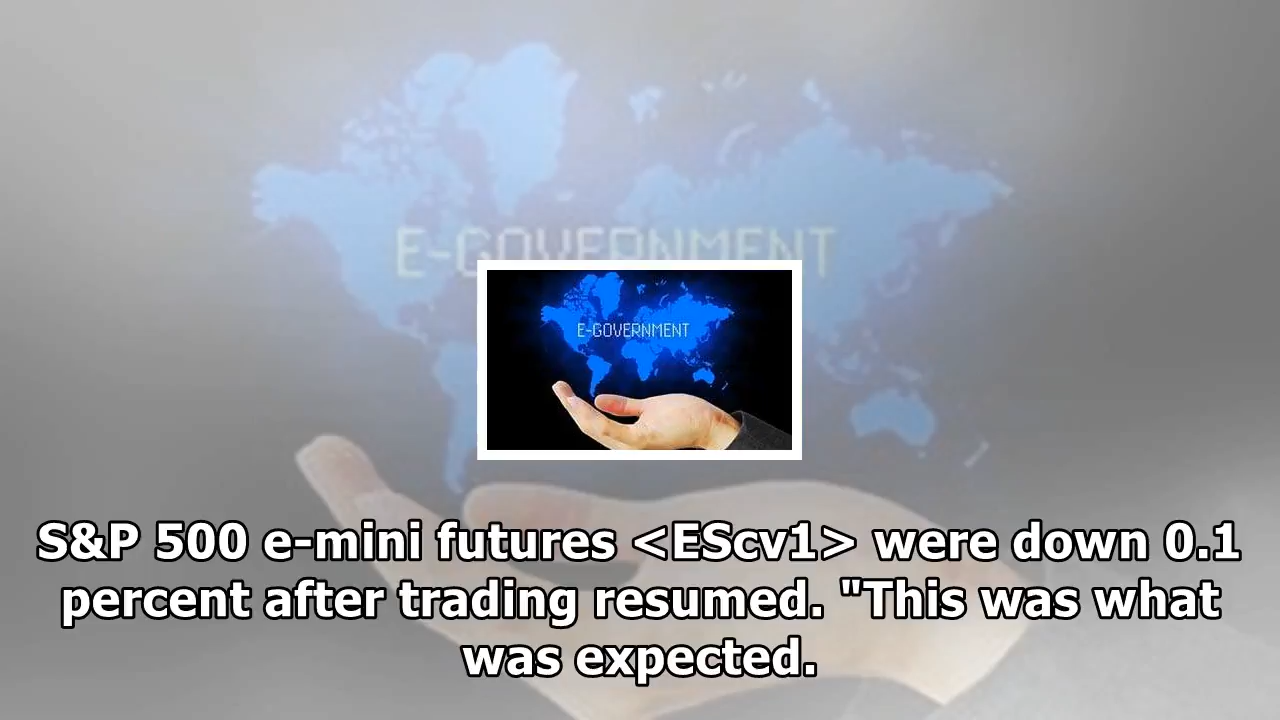 E-GOVERNMENT
E-GOVERNMENT
S&P 500 e-mini futures <EScv1> were down 0.1
percent after trading resumed. "This was what
was expected.